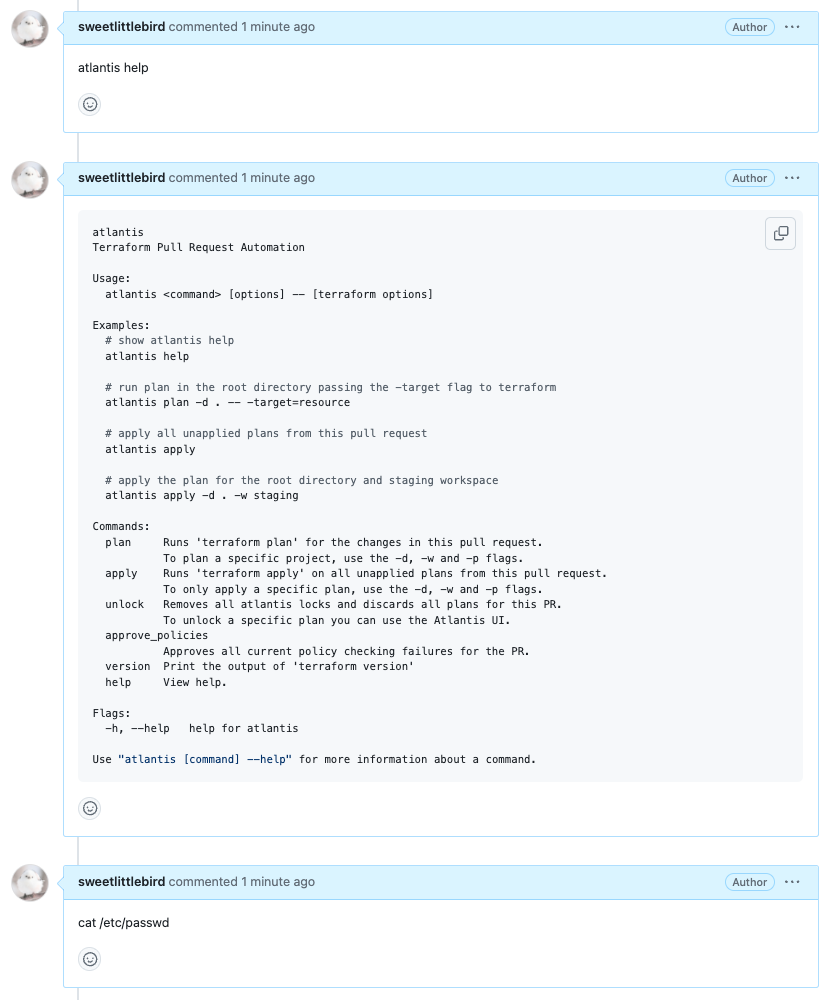 sweetlittlebird commented 1 minute ago Author ...
atlantis help
sweetlittlebird commented 1 minute ago Author ...
atlantis
Terraform Pull Request Automation
Usage:
  atlantis <command> [options] -- [terraform options]
Examples:
  # show atlantis help
  atlantis help
  # run plan in the root directory passing the -target flag to terraform
  atlantis plan -d . -- -target=resource
  # apply all unapplied plans from this pull request
  atlantis apply
  # apply the plan for the root directory and staging workspace
  atlantis apply -d . -w staging
Commands:
  plan     Runs 'terraform plan' for the changes in this pull request.
           To plan a specific project, use the -d, -w and -p flags.
  apply    Runs 'terraform apply' on all unapplied plans from this pull request.
           To only apply a specific plan, use the -d, -w and -p flags.
  unlock   Removes all atlantis locks and discards all plans for this PR.
           To unlock a specific plan you can use the Atlantis UI.
  approve_policies
           Approves all current policy checking failures for the PR.
  version  Print the output of 'terraform version'
  help     View help.
Flags:
  -h, --help   help for atlantis
Use "atlantis [command] --help" for more information about a command.
sweetlittlebird commented 1 minute ago Author ...
cat /etc/passwd